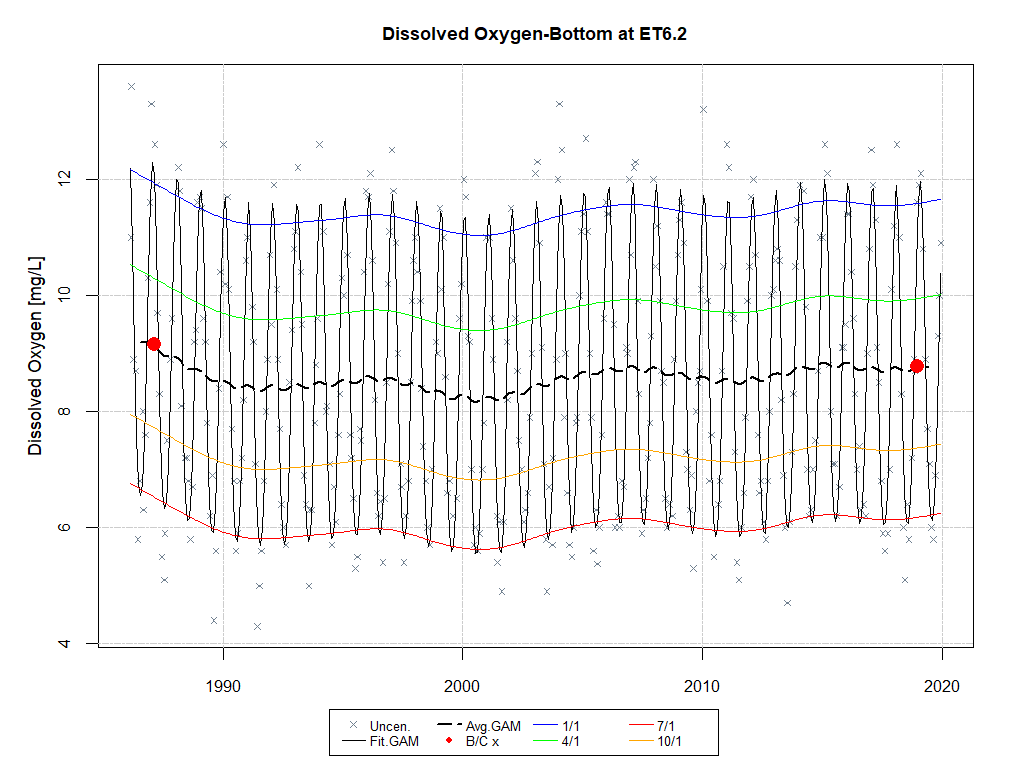 Dissolved Oxygen-Bottom at ET6.2
Dissolved Oxygen [mg/L]
12
10
8
6
4
1990 2000 2010 2020
Uncen. Avg.GAM 1/1 7/1
Fit.GAM B/C x 4/1 10/1